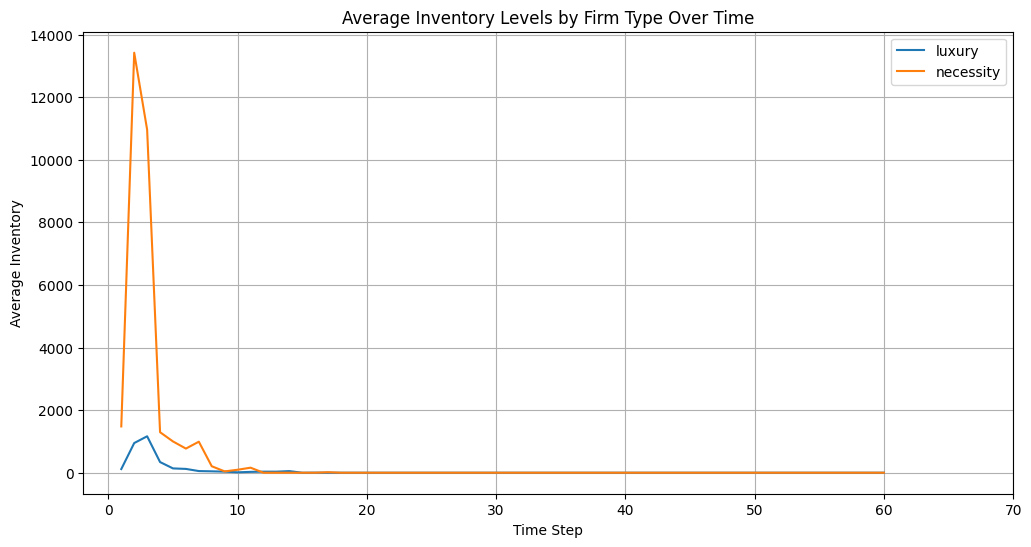 Average Inventory Levels by Firm Type Over Time
14000
12000
10000
8000
6000
4000
2000
0
Average Inventory
luxury
necessity
0 10 20 30 40 50 60 70
Time Step